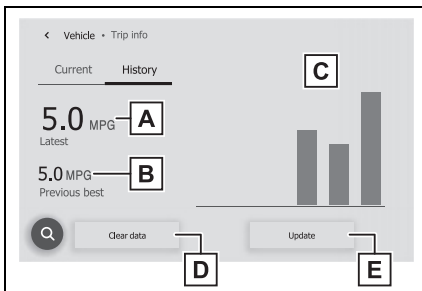 Vehicle • Trip info
Current History
C
5.0 MPG A
Latest
5.0 MPG B
Previous best
Clear data Update
D E